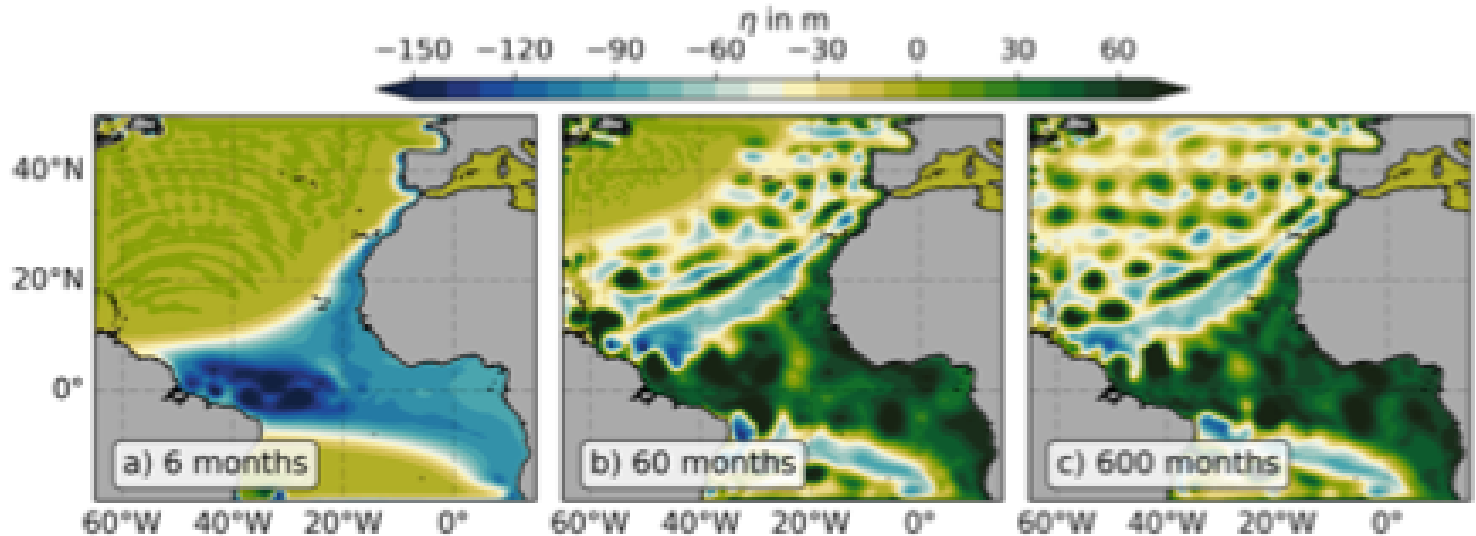 η in m
−150 −120 −90 −60 −30 0 30 60
40°N
20°N
0°
a) 6 months
b) 60 months
c) 600 months
60°W 40°W 20°W 0° 60°W 40°W 20°W 0° 60°W 40°W 20°W 0°